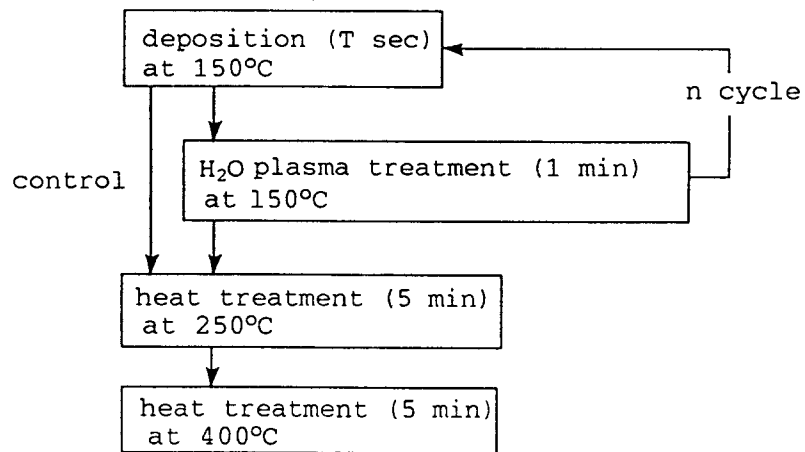 deposition (T sec)
at 150°C
n cycle
H₂O plasma treatment (1 min)
at 150°C
control
heat treatment (5 min)
at 250°C
heat treatment (5 min)
at 400°C